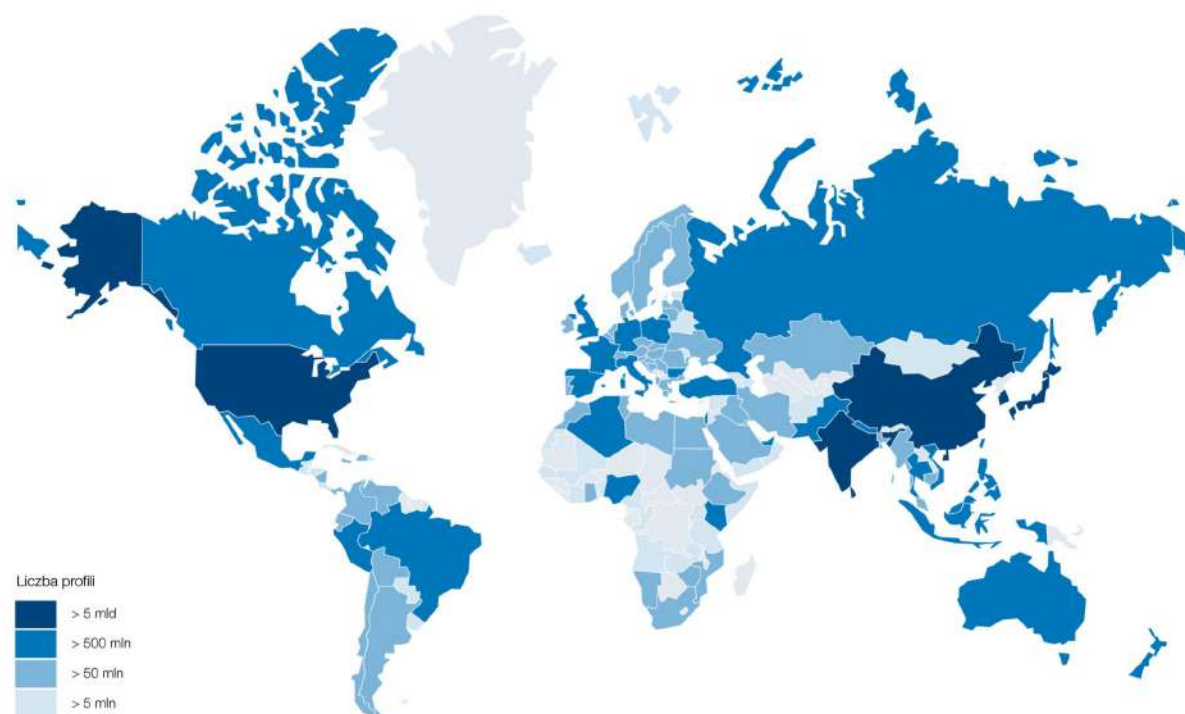 Liczba profili
> 5 mld
> 500 mln
> 50 mln
> 5 mln